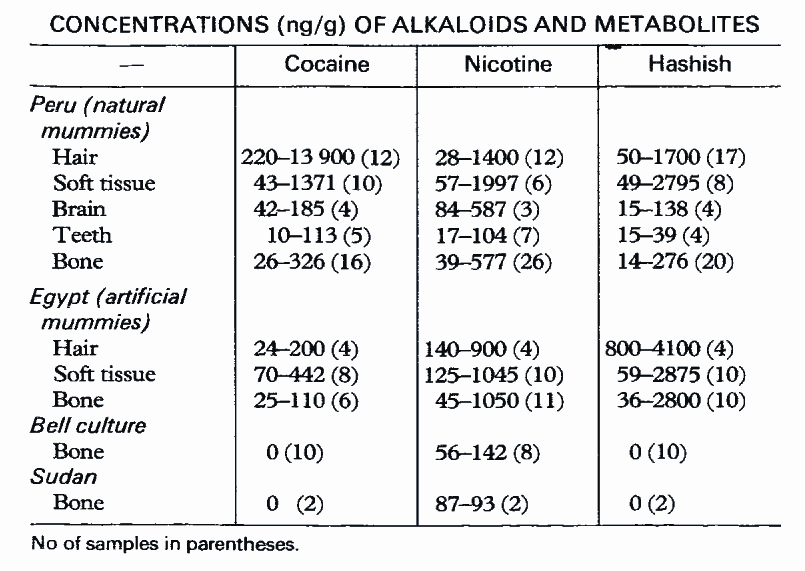 CONCENTRATIONS (ng/g) OF ALKALOIDS AND METABOLITES
— Cocaine Nicotine Hashish
Peru (natural
mummies)
Hair 220–13 900 (12) 28–1400 (12) 50–1700 (17)
Soft tissue 43–1371 (10) 57–1997 (6) 49–2795 (8)
Brain 42–185 (4) 84–587 (3) 15–138 (4)
Teeth 10–113 (5) 17–104 (7) 15–39 (4)
Bone 26–326 (16) 39–577 (26) 14–276 (20)
Egypt (artificial
mummies)
Hair 24–200 (4) 140–900 (4) 800–4100 (4)
Soft tissue 70–442 (8) 125–1045 (10) 59–2875 (10)
Bone 25–110 (6) 45–1050 (11) 36–2800 (10)
Bell culture
Bone 0 (10) 56–142 (8) 0 (10)
Sudan
Bone 0 (2) 87–93 (2) 0 (2)
No of samples in parentheses.